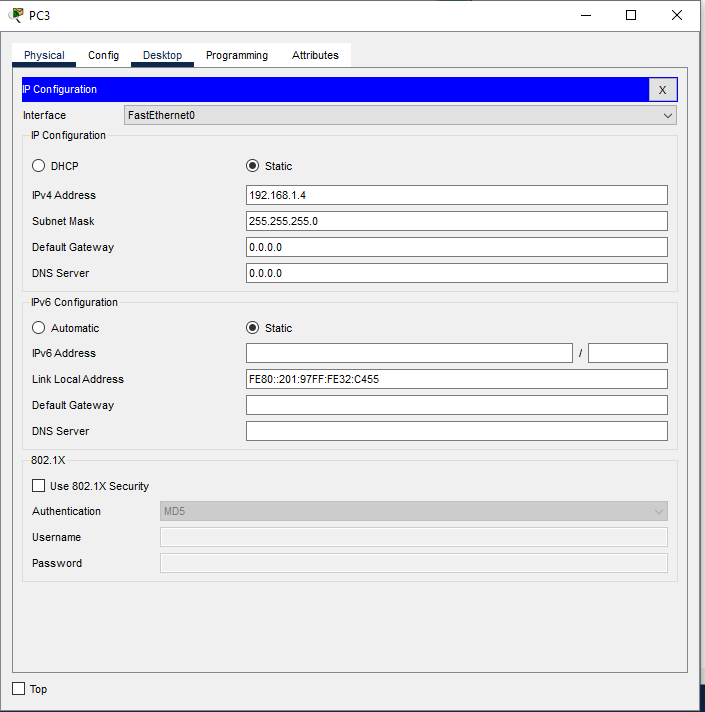 PC3
Physical Config Desktop Programming Attributes
IP Configuration X
Interface FastEthernet0
IP Configuration
DHCP Static
IPv4 Address 192.168.1.4
Subnet Mask 255.255.255.0
Default Gateway 0.0.0.0
DNS Server 0.0.0.0
IPv6 Configuration
Automatic Static
IPv6 Address /
Link Local Address FE80::201:97FF:FE32:C455
Default Gateway
DNS Server
802.1X
Use 802.1X Security
Authentication MD5
Username
Password
Top